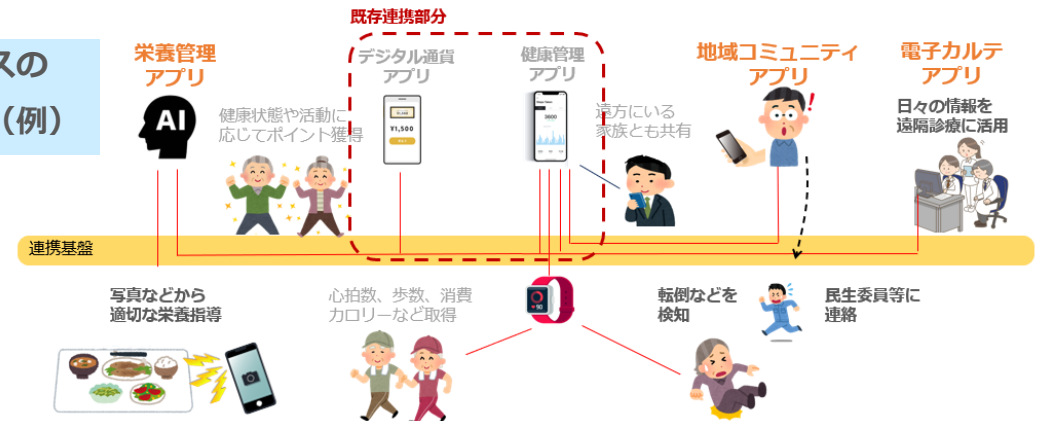 既存連携部分
スの
(例)
栄養管理
アプリ
AI
健康状態や活動に
応じてポイント獲得
デジタル通貨
アプリ
¥1,500
健康管理
アプリ
3600
遠方にいる
家族とも共有
地域コミュニティ
アプリ
!
電子カルテ
アプリ
日々の情報を
遠隔診療に活用
連携基盤
写真などから
適切な栄養指導
心拍数、歩数、消費
カロリーなど取得
90
転倒などを
検知
民生委員等に
連絡